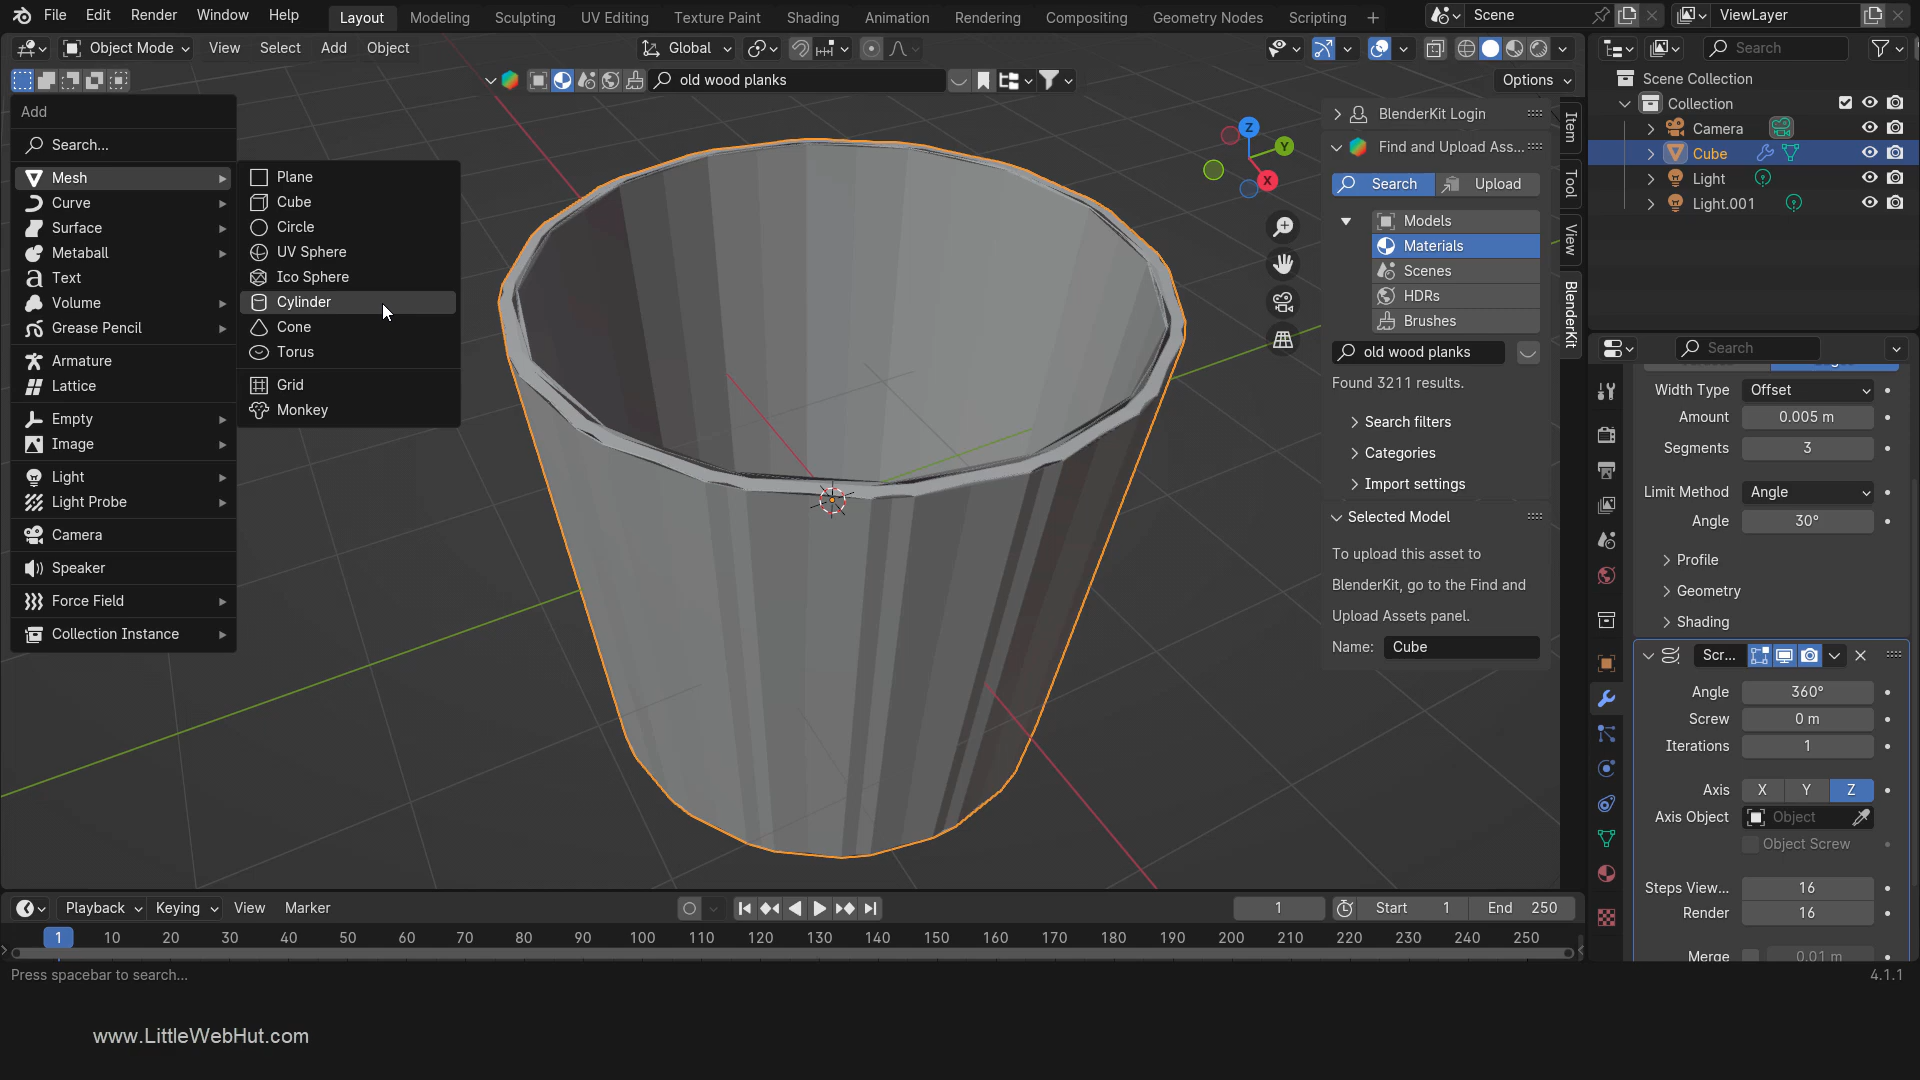 File Edit Render Window Help Layout Modeling Sculpting UV Editing Texture Paint Shading Animation Rendering Compositing Geometry Nodes Scripting + Scene ViewLayer
Object Mode View Select Add Object Global Search
old wood planks Options
Scene Collection
Collection
Camera
Cube
Light
Light.001
Add
Search...
Mesh
Curve
Surface
Metaball
Text
Volume
Grease Pencil
Armature
Lattice
Empty
Image
Light
Light Probe
Camera
Speaker
Force Field
Collection Instance
Plane
Cube
Circle
UV Sphere
Ico Sphere
Cylinder
Cone
Torus
Grid
Monkey
Z
Y
X
BlenderKit Login
Find and Upload Ass...
Search Upload
Models
Materials
Scenes
HDRs
Brushes
old wood planks
Found 3211 results.
Search filters
Categories
Import settings
Selected Model
To upload this asset to
BlenderKit, go to the Find and
Upload Assets panel.
Name: Cube
Item
Tool
View
BlenderKit
Search
Width Type Offset
Amount 0.005 m
Segments 3
Limit Method Angle
Angle 30°
Profile
Geometry
Shading
Scr...
Angle 360°
Screw 0 m
Iterations 1
Axis X Y Z
Axis Object Object
Object Screw
Steps View... 16
Render 16
Merge 0.01 m
Playback Keying View Marker 1 Start 1 End 250
1 10 20 30 40 50 60 70 80 90 100 110 120 130 140 150 160 170 180 190 200 210 220 230 240 250
Press spacebar to search... 4.1.1
www.LittleWebHut.com